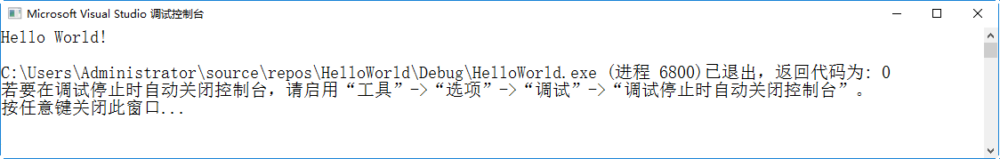 Microsoft Visual Studio 调试控制台
Hello World!
C:\Users\Administrator\source\repos\HelloWorld\Debug\HelloWorld.exe (进程 6800)已退出，返回代码为: 0
若要在调试停止时自动关闭控制台，请启用“工具”->“选项”->“调试”->“调试停止时自动关闭控制台”。
按任意键关闭此窗口...